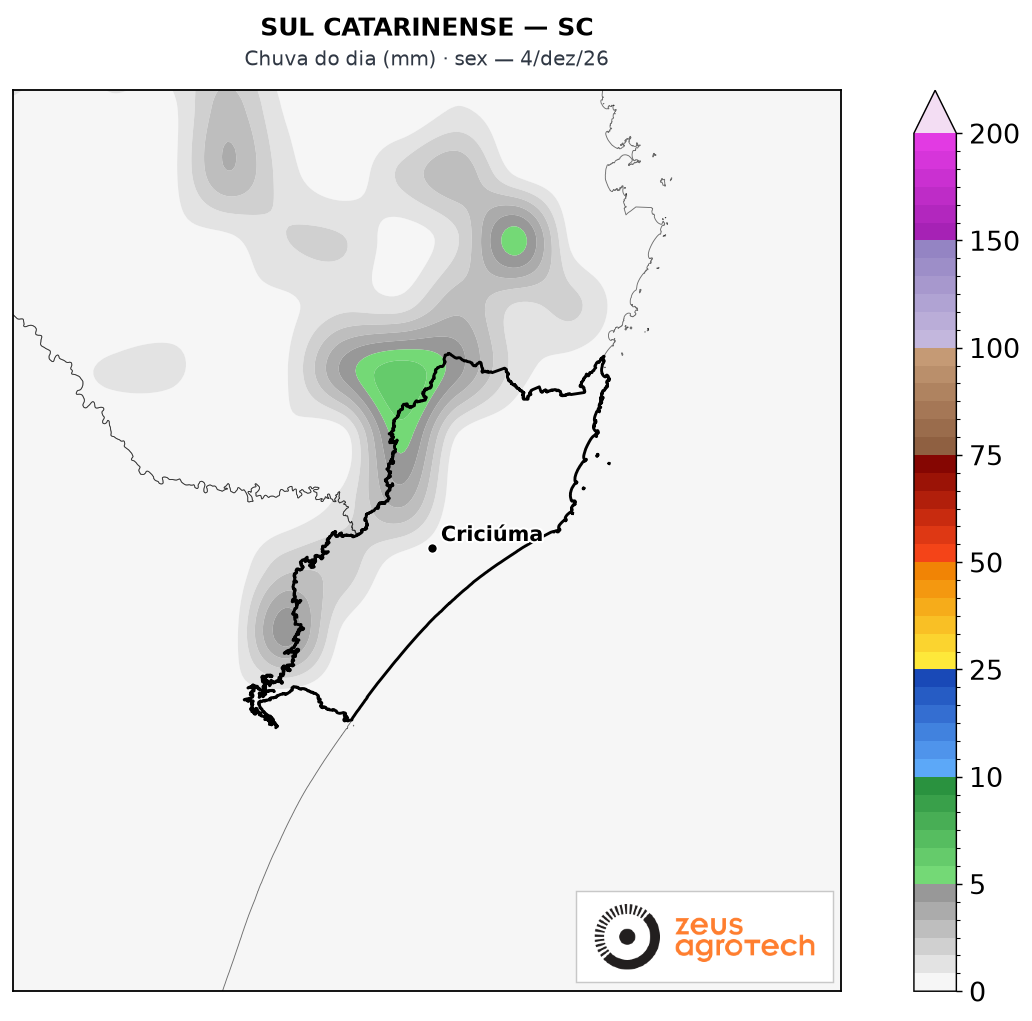 SUL CATARINENSE — SC
Chuva do dia (mm) · sex — 4/dez/26
200
150
100
75
50
25
10
5
0
Criciúma
zeus
agrotech